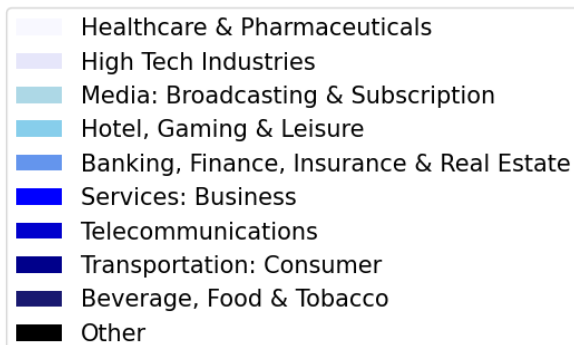 Healthcare & Pharmaceuticals
High Tech Industries
Media: Broadcasting & Subscription
Hotel, Gaming & Leisure
Banking, Finance, Insurance & Real Estate
Services: Business
Telecommunications
Transportation: Consumer
Beverage, Food & Tobacco
Other